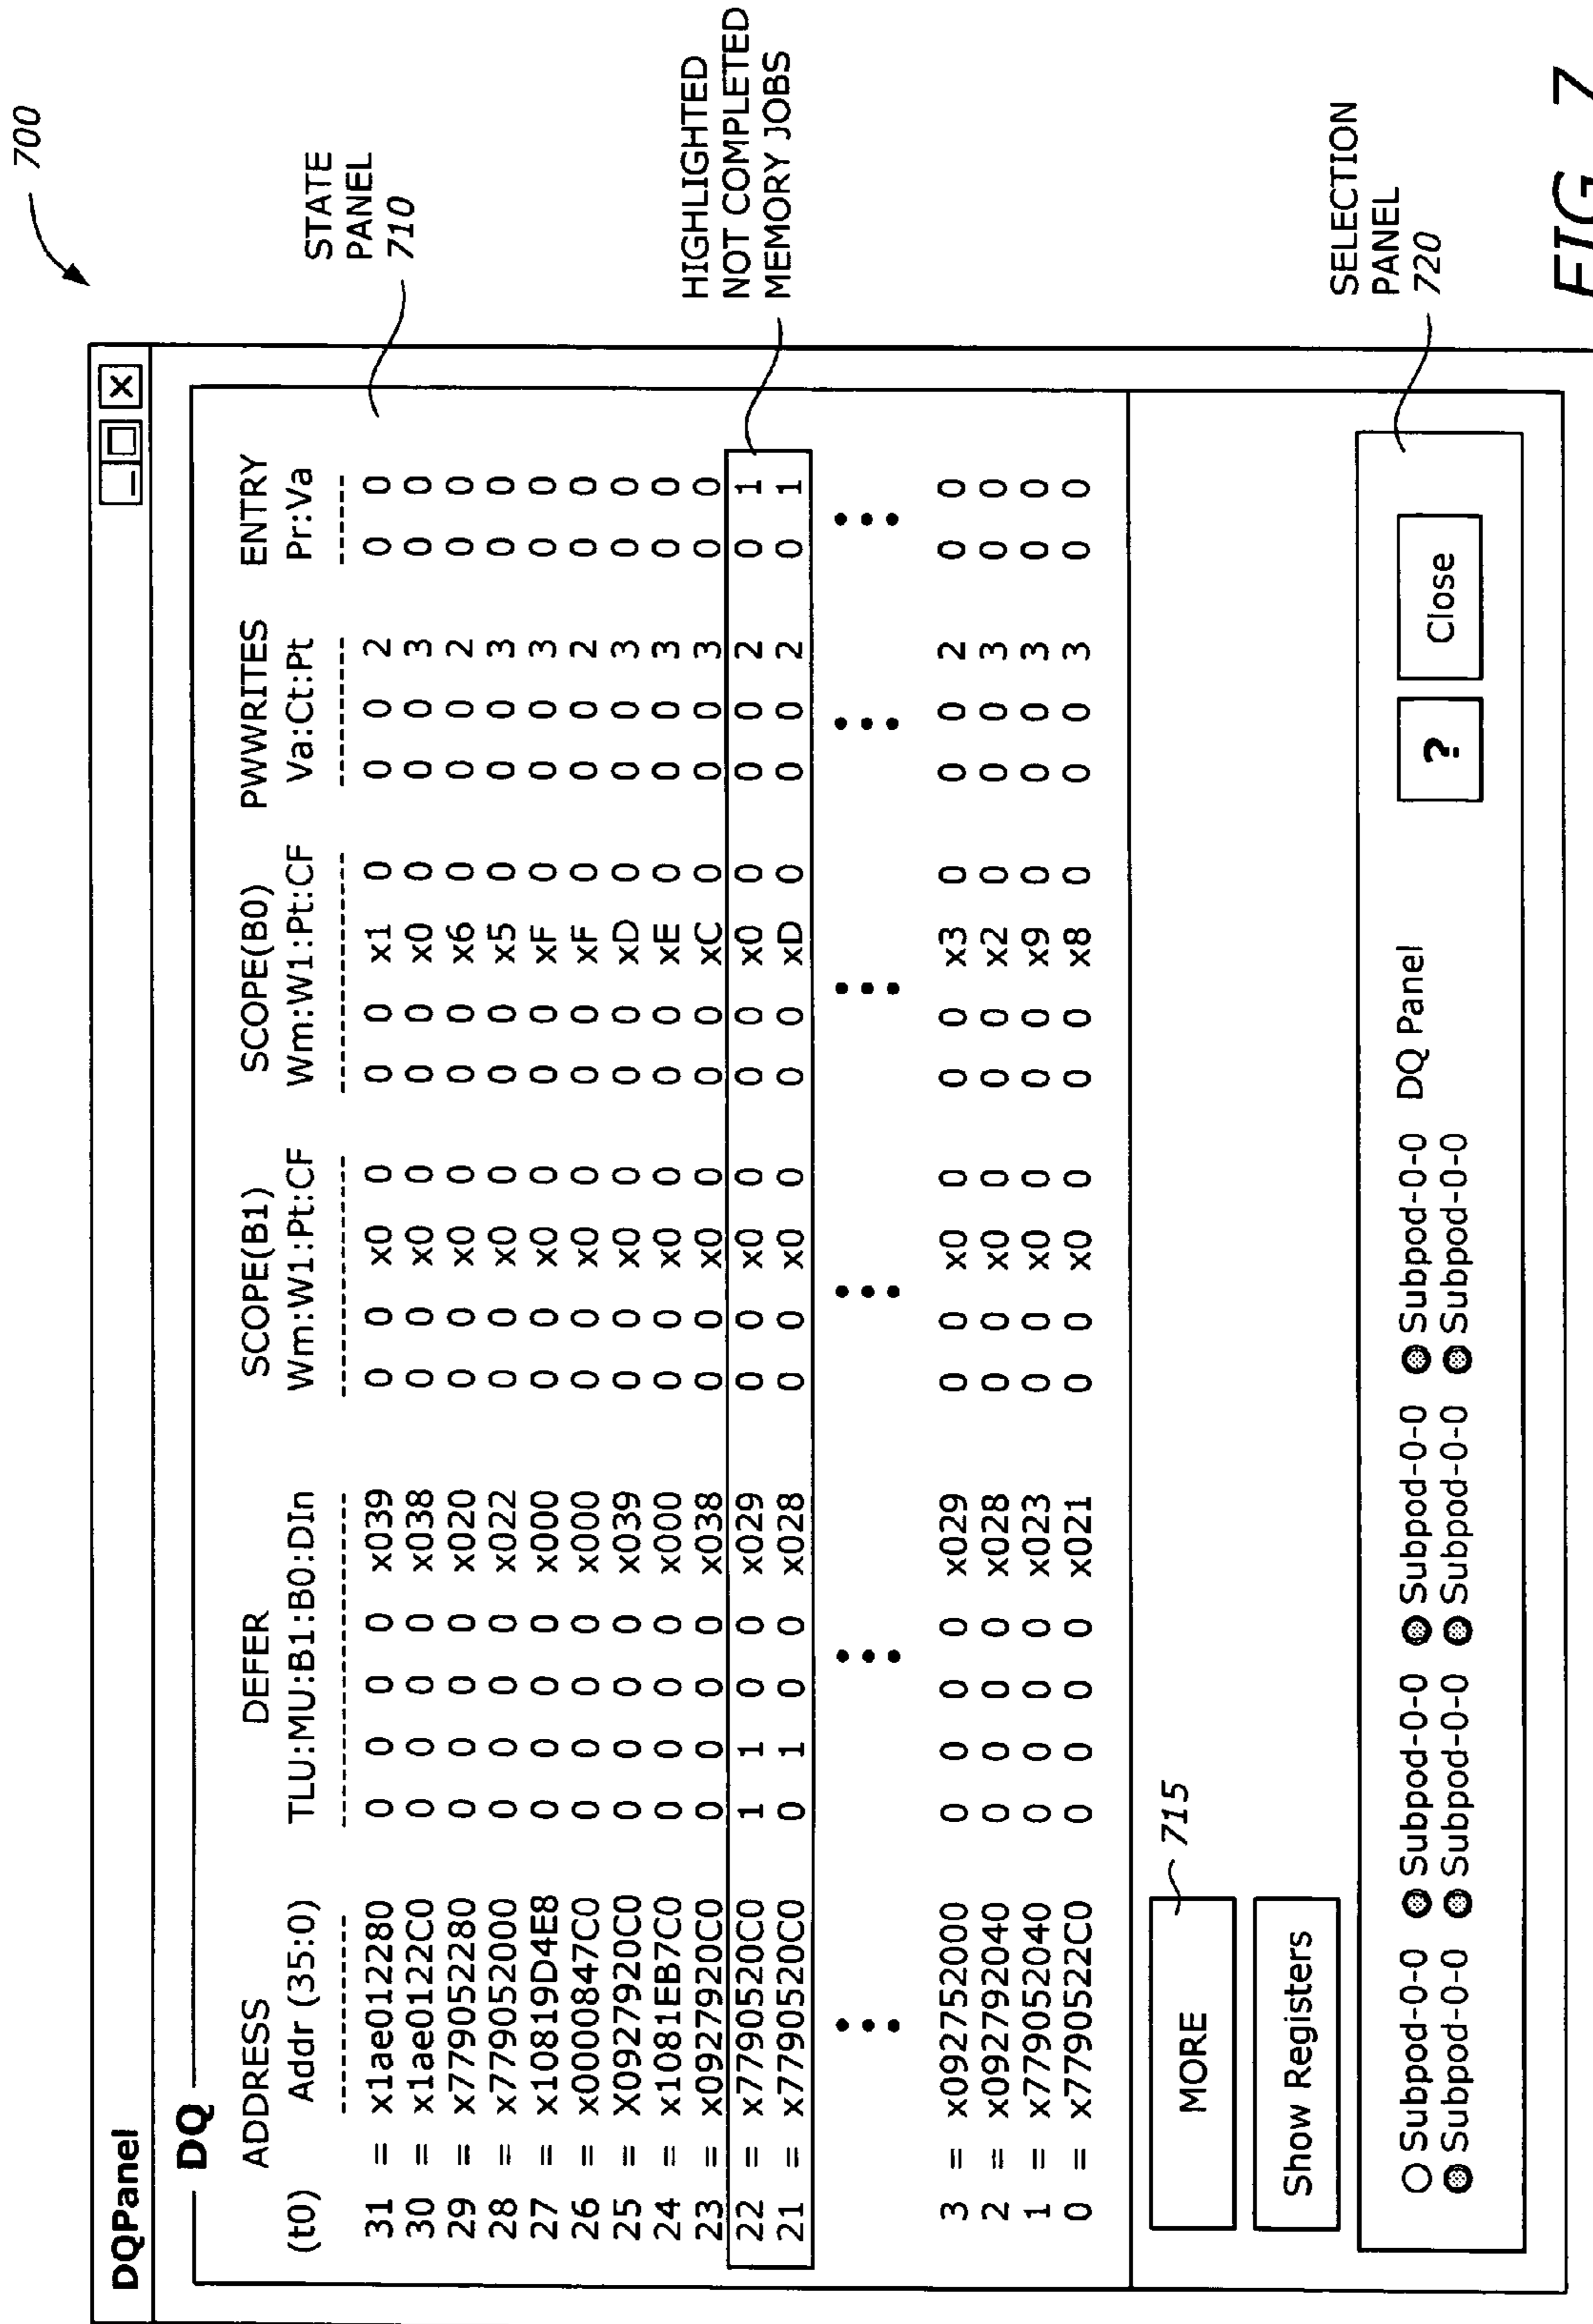 700
DQPanel
DQ
ADDRESS DEFER SCOPE(B1) SCOPE(B0) PWWRITES ENTRY
(t0) Addr (35:0) TLU:MU:B1:B0:DIn Wm:W1:Pt:CF Wm:W1:Pt:CF Va:Ct:Pt Pr:Va
31 = x1ae0122280 0 0 0 0 x039 0 0 x0 0 0 0 x1 0 0 0 2 0 0
30 = x1ae0122C0 0 0 0 0 x038 0 0 x0 0 0 0 x0 0 0 0 3 0 0
29 = x779052280 0 0 0 0 x020 0 0 x0 0 0 0 x6 0 0 0 2 0 0
28 = x779052000 0 0 0 0 x022 0 0 x0 0 0 0 x5 0 0 0 3 0 0
27 = x10819D4E8 0 0 0 0 x000 0 0 x0 0 0 0 xF 0 0 0 3 0 0
26 = x0000847C0 0 0 0 0 x000 0 0 x0 0 0 0 xF 0 0 0 2 0 0
25 = X0927920C0 0 0 0 0 x039 0 0 x0 0 0 0 xD 0 0 0 3 0 0
24 = x1081EB7C0 0 0 0 0 x000 0 0 x0 0 0 0 xE 0 0 0 3 0 0
23 = x0927920C0 0 0 0 0 x038 0 0 x0 0 0 0 xC 0 0 0 3 0 0
22 = x7790520C0 1 1 0 0 x029 0 0 x0 0 0 0 x0 0 0 0 2 0 1
21 = x7790520C0 0 1 0 0 x028 0 0 x0 0 0 0 xD 0 0 0 2 0 1
3 = x092752000 0 0 0 0 x029 0 0 x0 0 0 0 x3 0 0 0 2 0 0
2 = x092792040 0 0 0 0 x028 0 0 x0 0 0 0 x2 0 0 0 3 0 0
1 = x779052040 0 0 0 0 x023 0 0 x0 0 0 0 x9 0 0 0 3 0 0
0 = x7790522C0 0 0 0 0 x021 0 0 x0 0 0 0 x8 0 0 0 3 0 0
STATE
PANEL
710
HIGHLIGHTED
NOT COMPLETED
MEMORY JOBS
MORE
715
Show Registers
Subpod-0-0 Subpod-0-0 Subpod-0-0 Subpod-0-0 DQ Panel ? Close
Subpod-0-0 Subpod-0-0 Subpod-0-0 Subpod-0-0
SELECTION
PANEL
720
FIG. 7